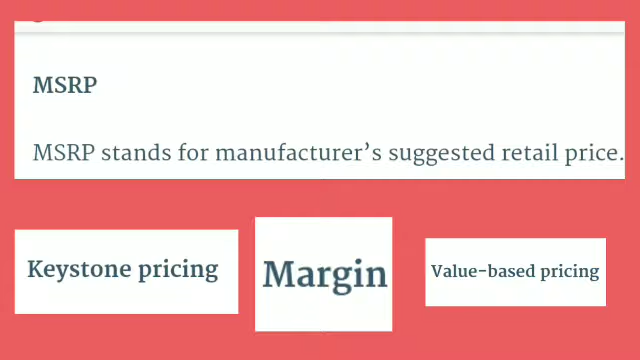 MSRP
MSRP stands for manufacturer’s suggested retail price.
Keystone pricing
Margin
Value-based pricing